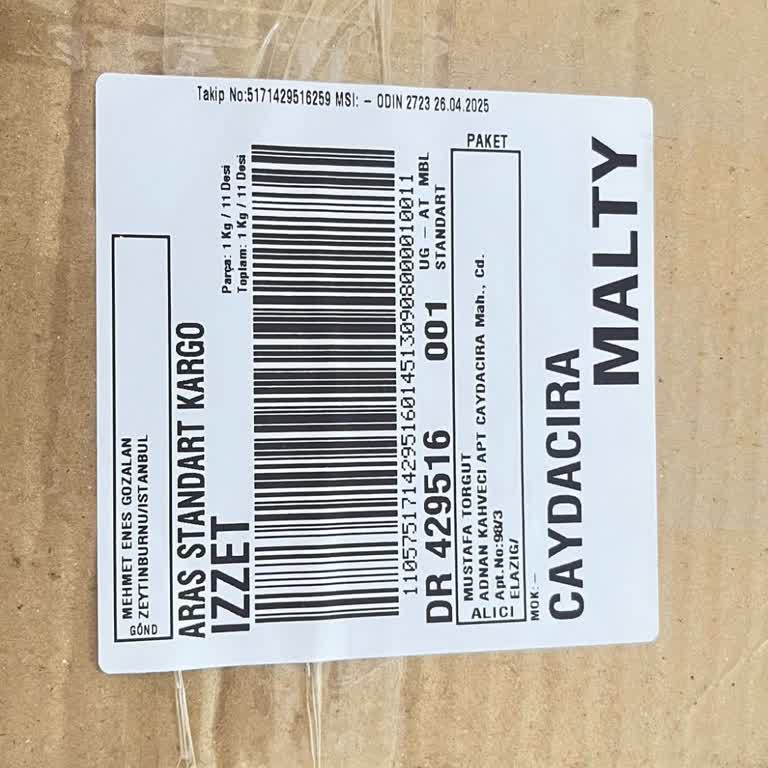 Takip No:5171429516259 MSI: - ODIN 2723 26.04.2025
MEHMET ENES GOZALAN
ZEYTINBURNU/ISTANBUL
GÖND
ARAS STANDART KARGO
IZZET
Parça: 1 Kg / 11 Desi
Toplam: 1 Kg / 11 Desi
11057517142951601451309080000010011
DR 429516 001
UG - AT MBL
STANDART
PAKET
MUSTAFA TORGUT
ADNAN KAHVECI APT CAYDACIRA Mah., Cd.
Apt.No:98/3
ALICI ELAZIG/
MOK: -
CAYDACIRA
MALTY